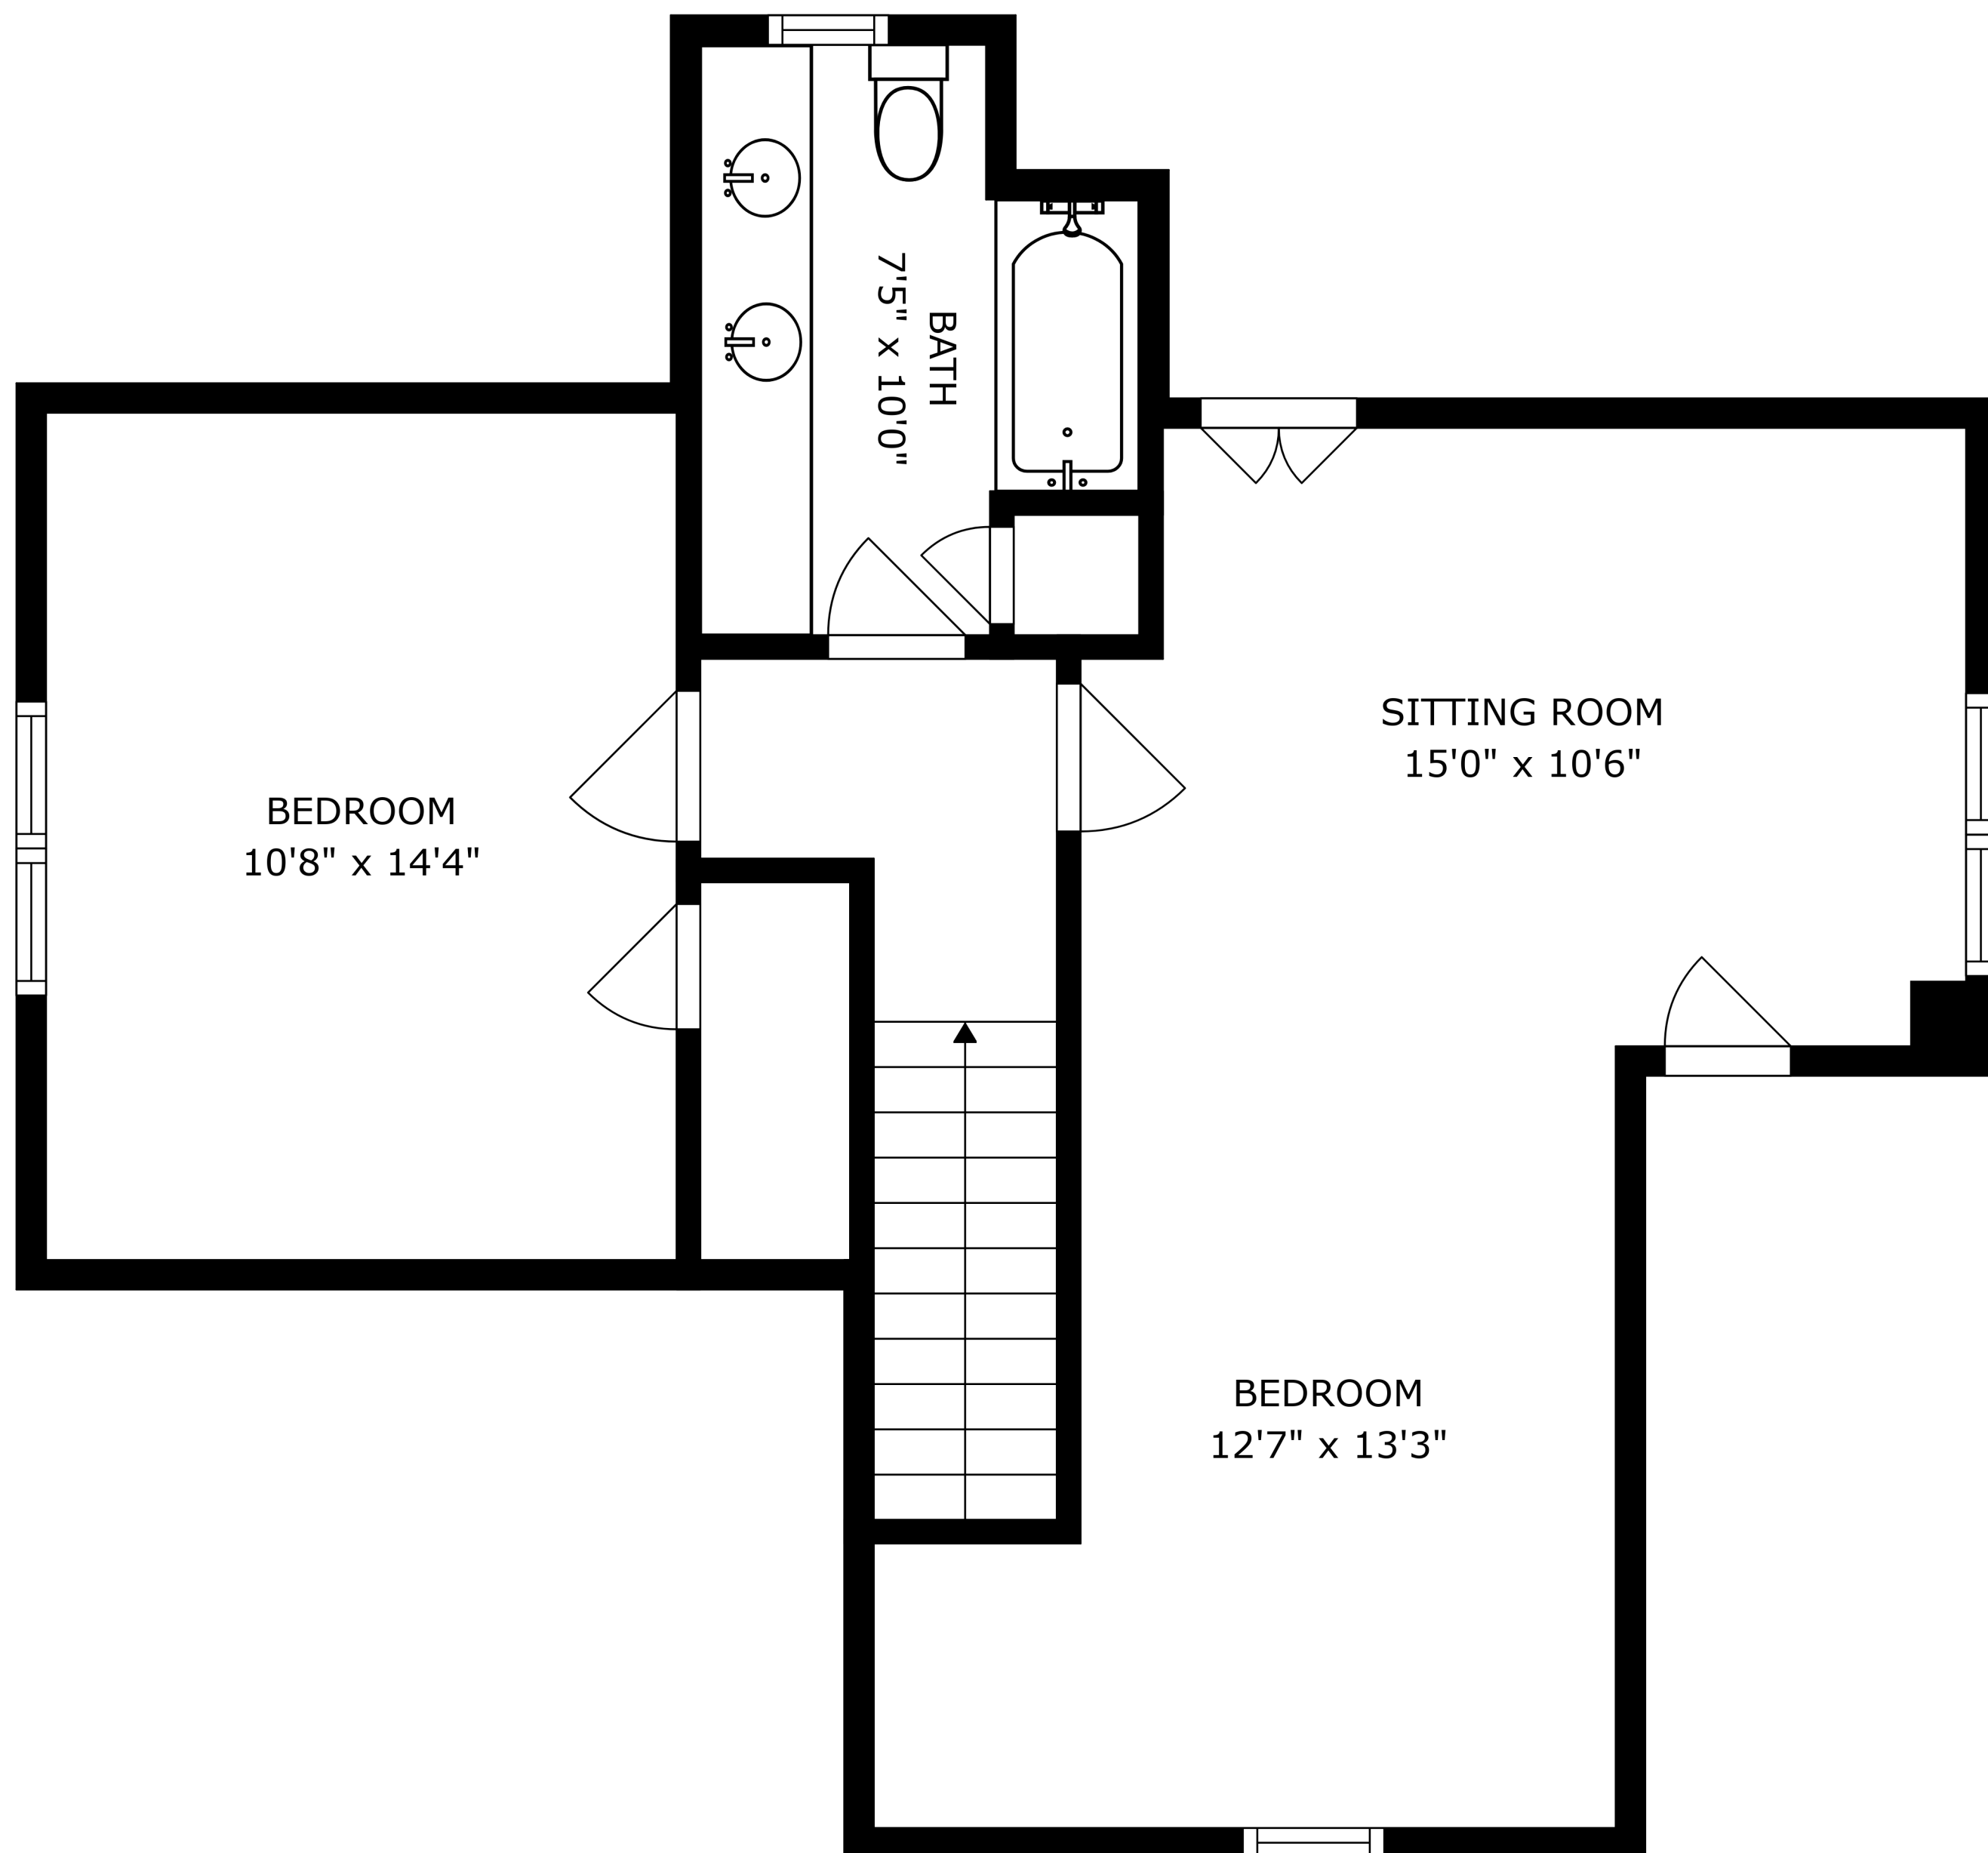 BATH
7'5" x 10'0"
SITTING ROOM
15'0" x 10'6"
BEDROOM
10'8" x 14'4"
BEDROOM
12'7" x 13'3"